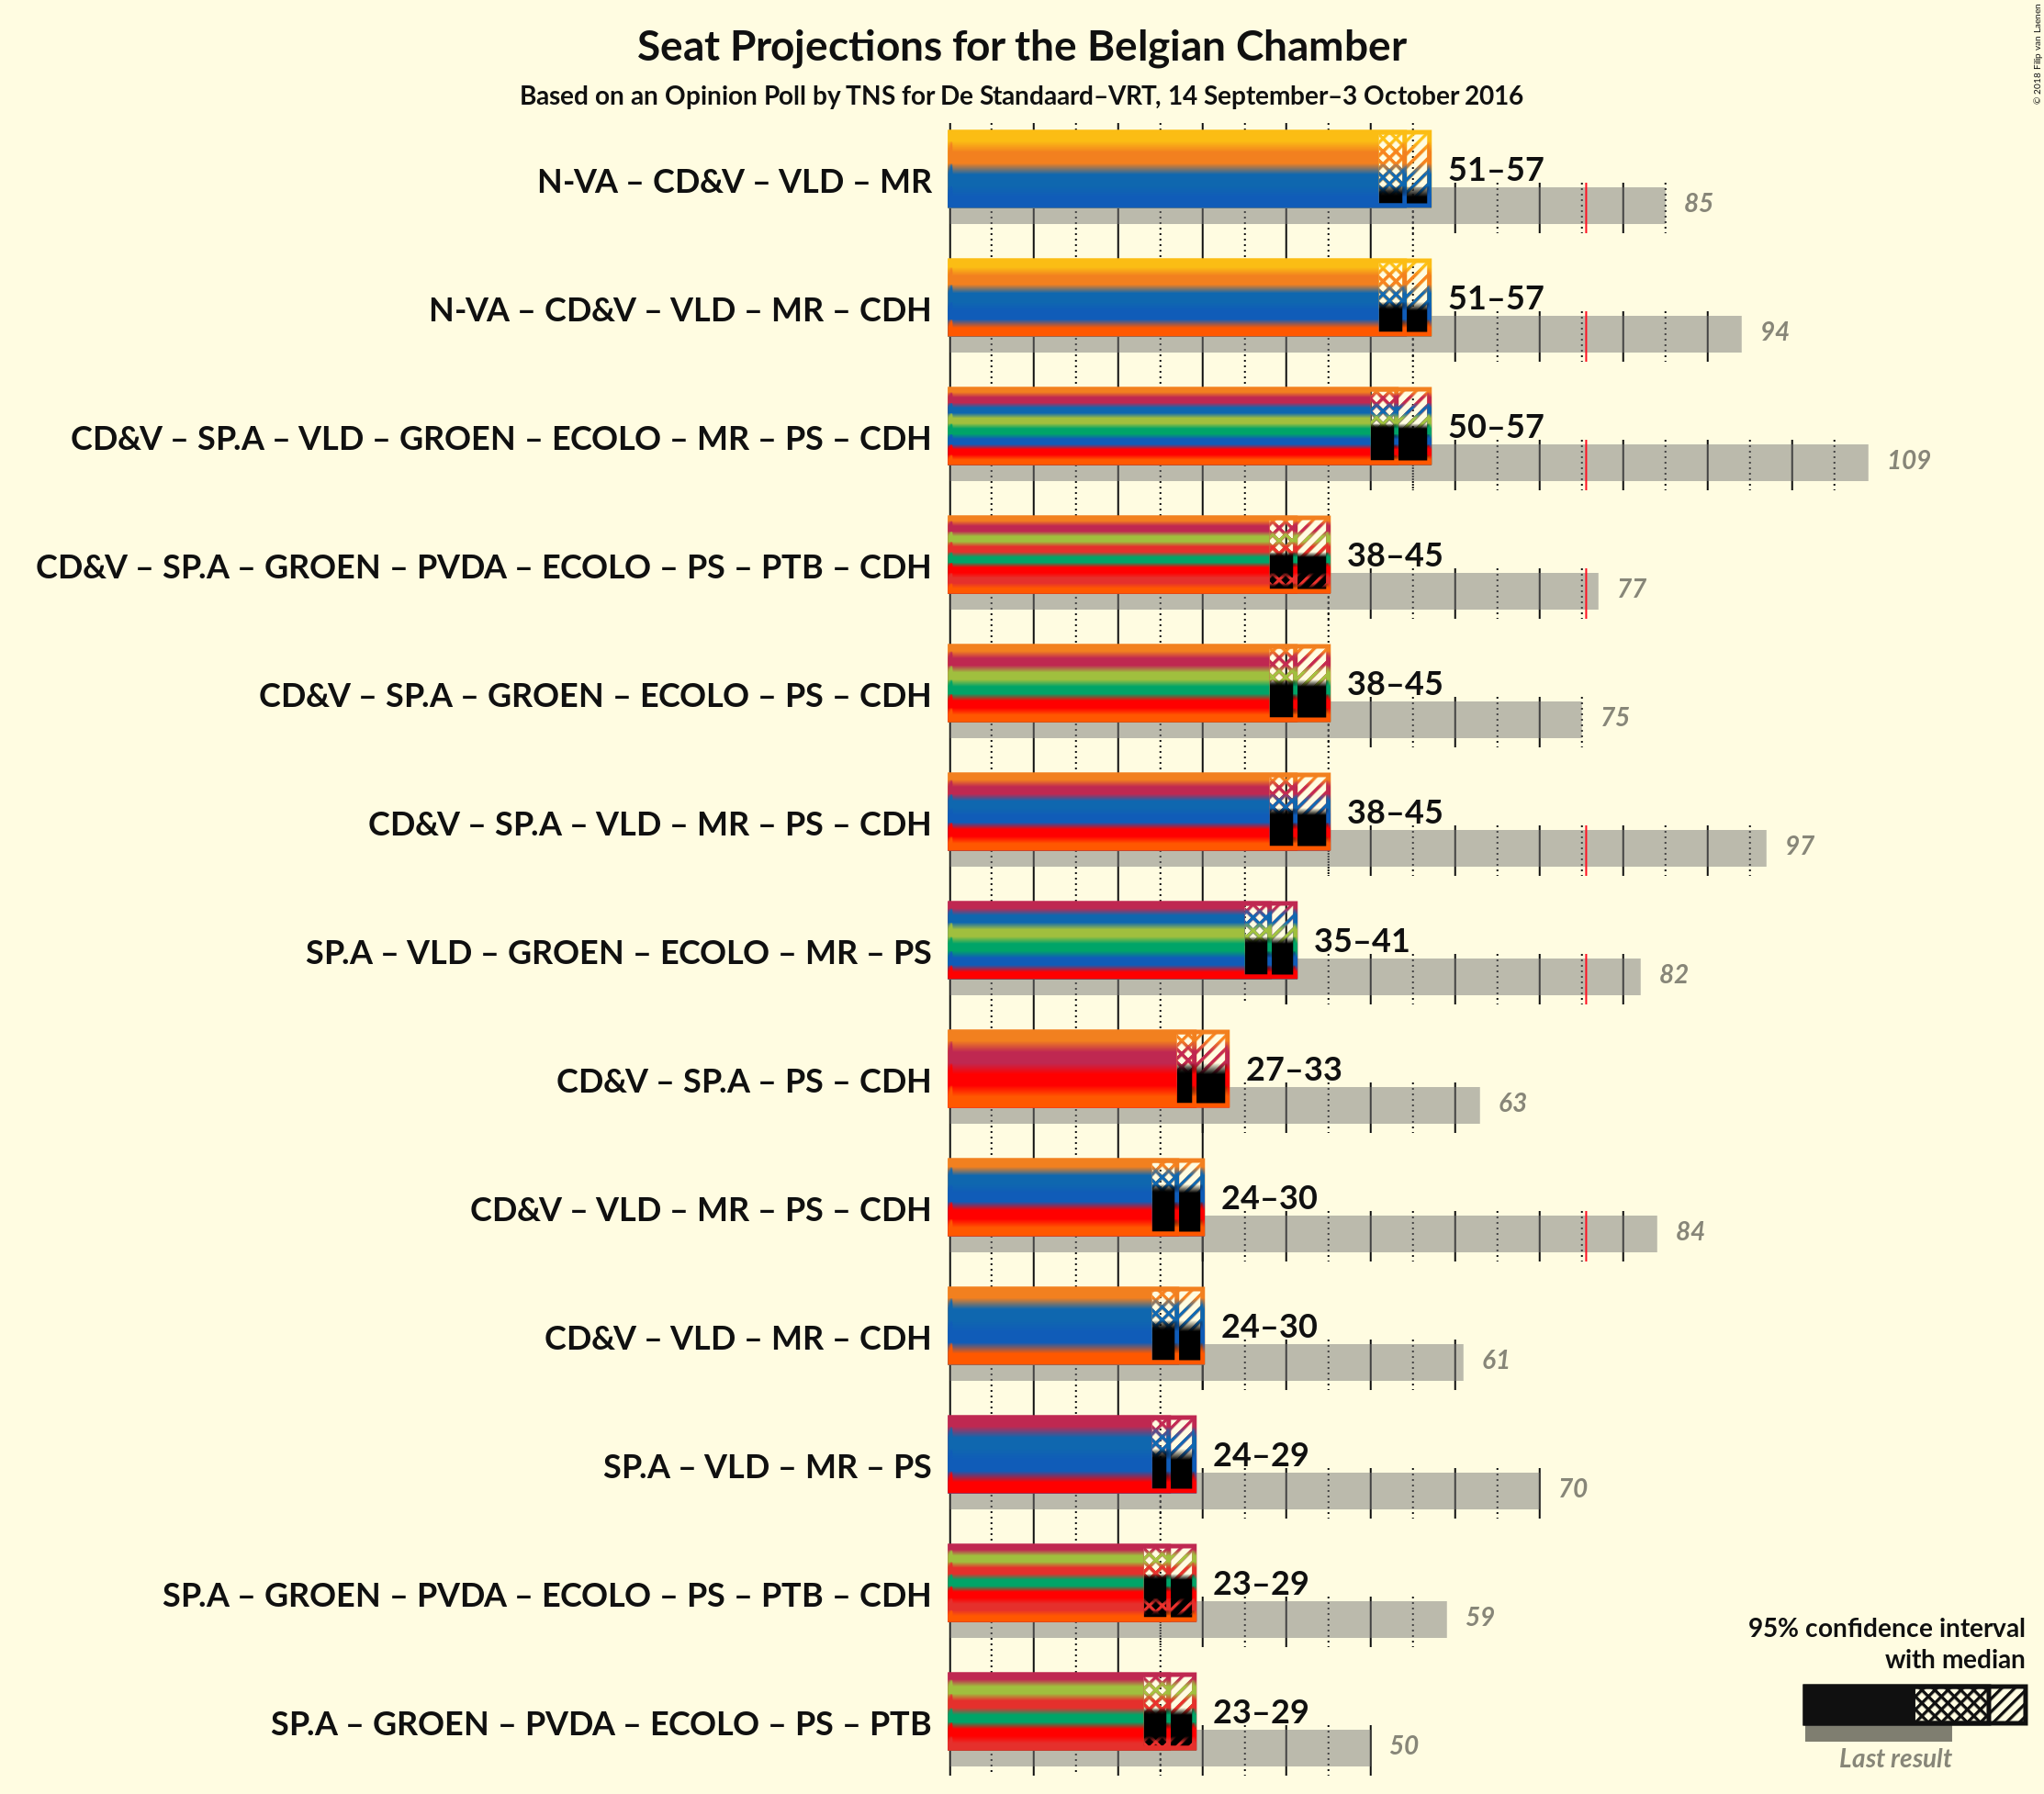 Seat Projections for the Belgian Chamber
Based on an Opinion Poll by TNS for De Standaard–VRT, 14 September–3 October 2016
© 2018 Filip van Laenen
N-VA – CD&V – VLD – MR
51–57
85
N-VA – CD&V – VLD – MR – CDH
51–57
94
CD&V – SP.A – VLD – GROEN – ECOLO – MR – PS – CDH
50–57
109
CD&V – SP.A – GROEN – PVDA – ECOLO – PS – PTB – CDH
38–45
77
CD&V – SP.A – GROEN – ECOLO – PS – CDH
38–45
75
CD&V – SP.A – VLD – MR – PS – CDH
38–45
97
SP.A – VLD – GROEN – ECOLO – MR – PS
35–41
82
CD&V – SP.A – PS – CDH
27–33
63
CD&V – VLD – MR – PS – CDH
24–30
84
CD&V – VLD – MR – CDH
24–30
61
SP.A – VLD – MR – PS
24–29
70
SP.A – GROEN – PVDA – ECOLO – PS – PTB – CDH
23–29
59
SP.A – GROEN – PVDA – ECOLO – PS – PTB
23–29
50
95% confidence interval
with median
Last result